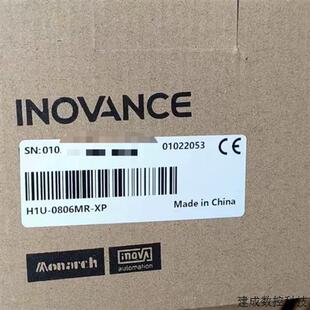 INOVANCE
SN:010 01022053 CE
H1U-0806MR-XP Made in China
Monarch inovA
automation
建成数控科技